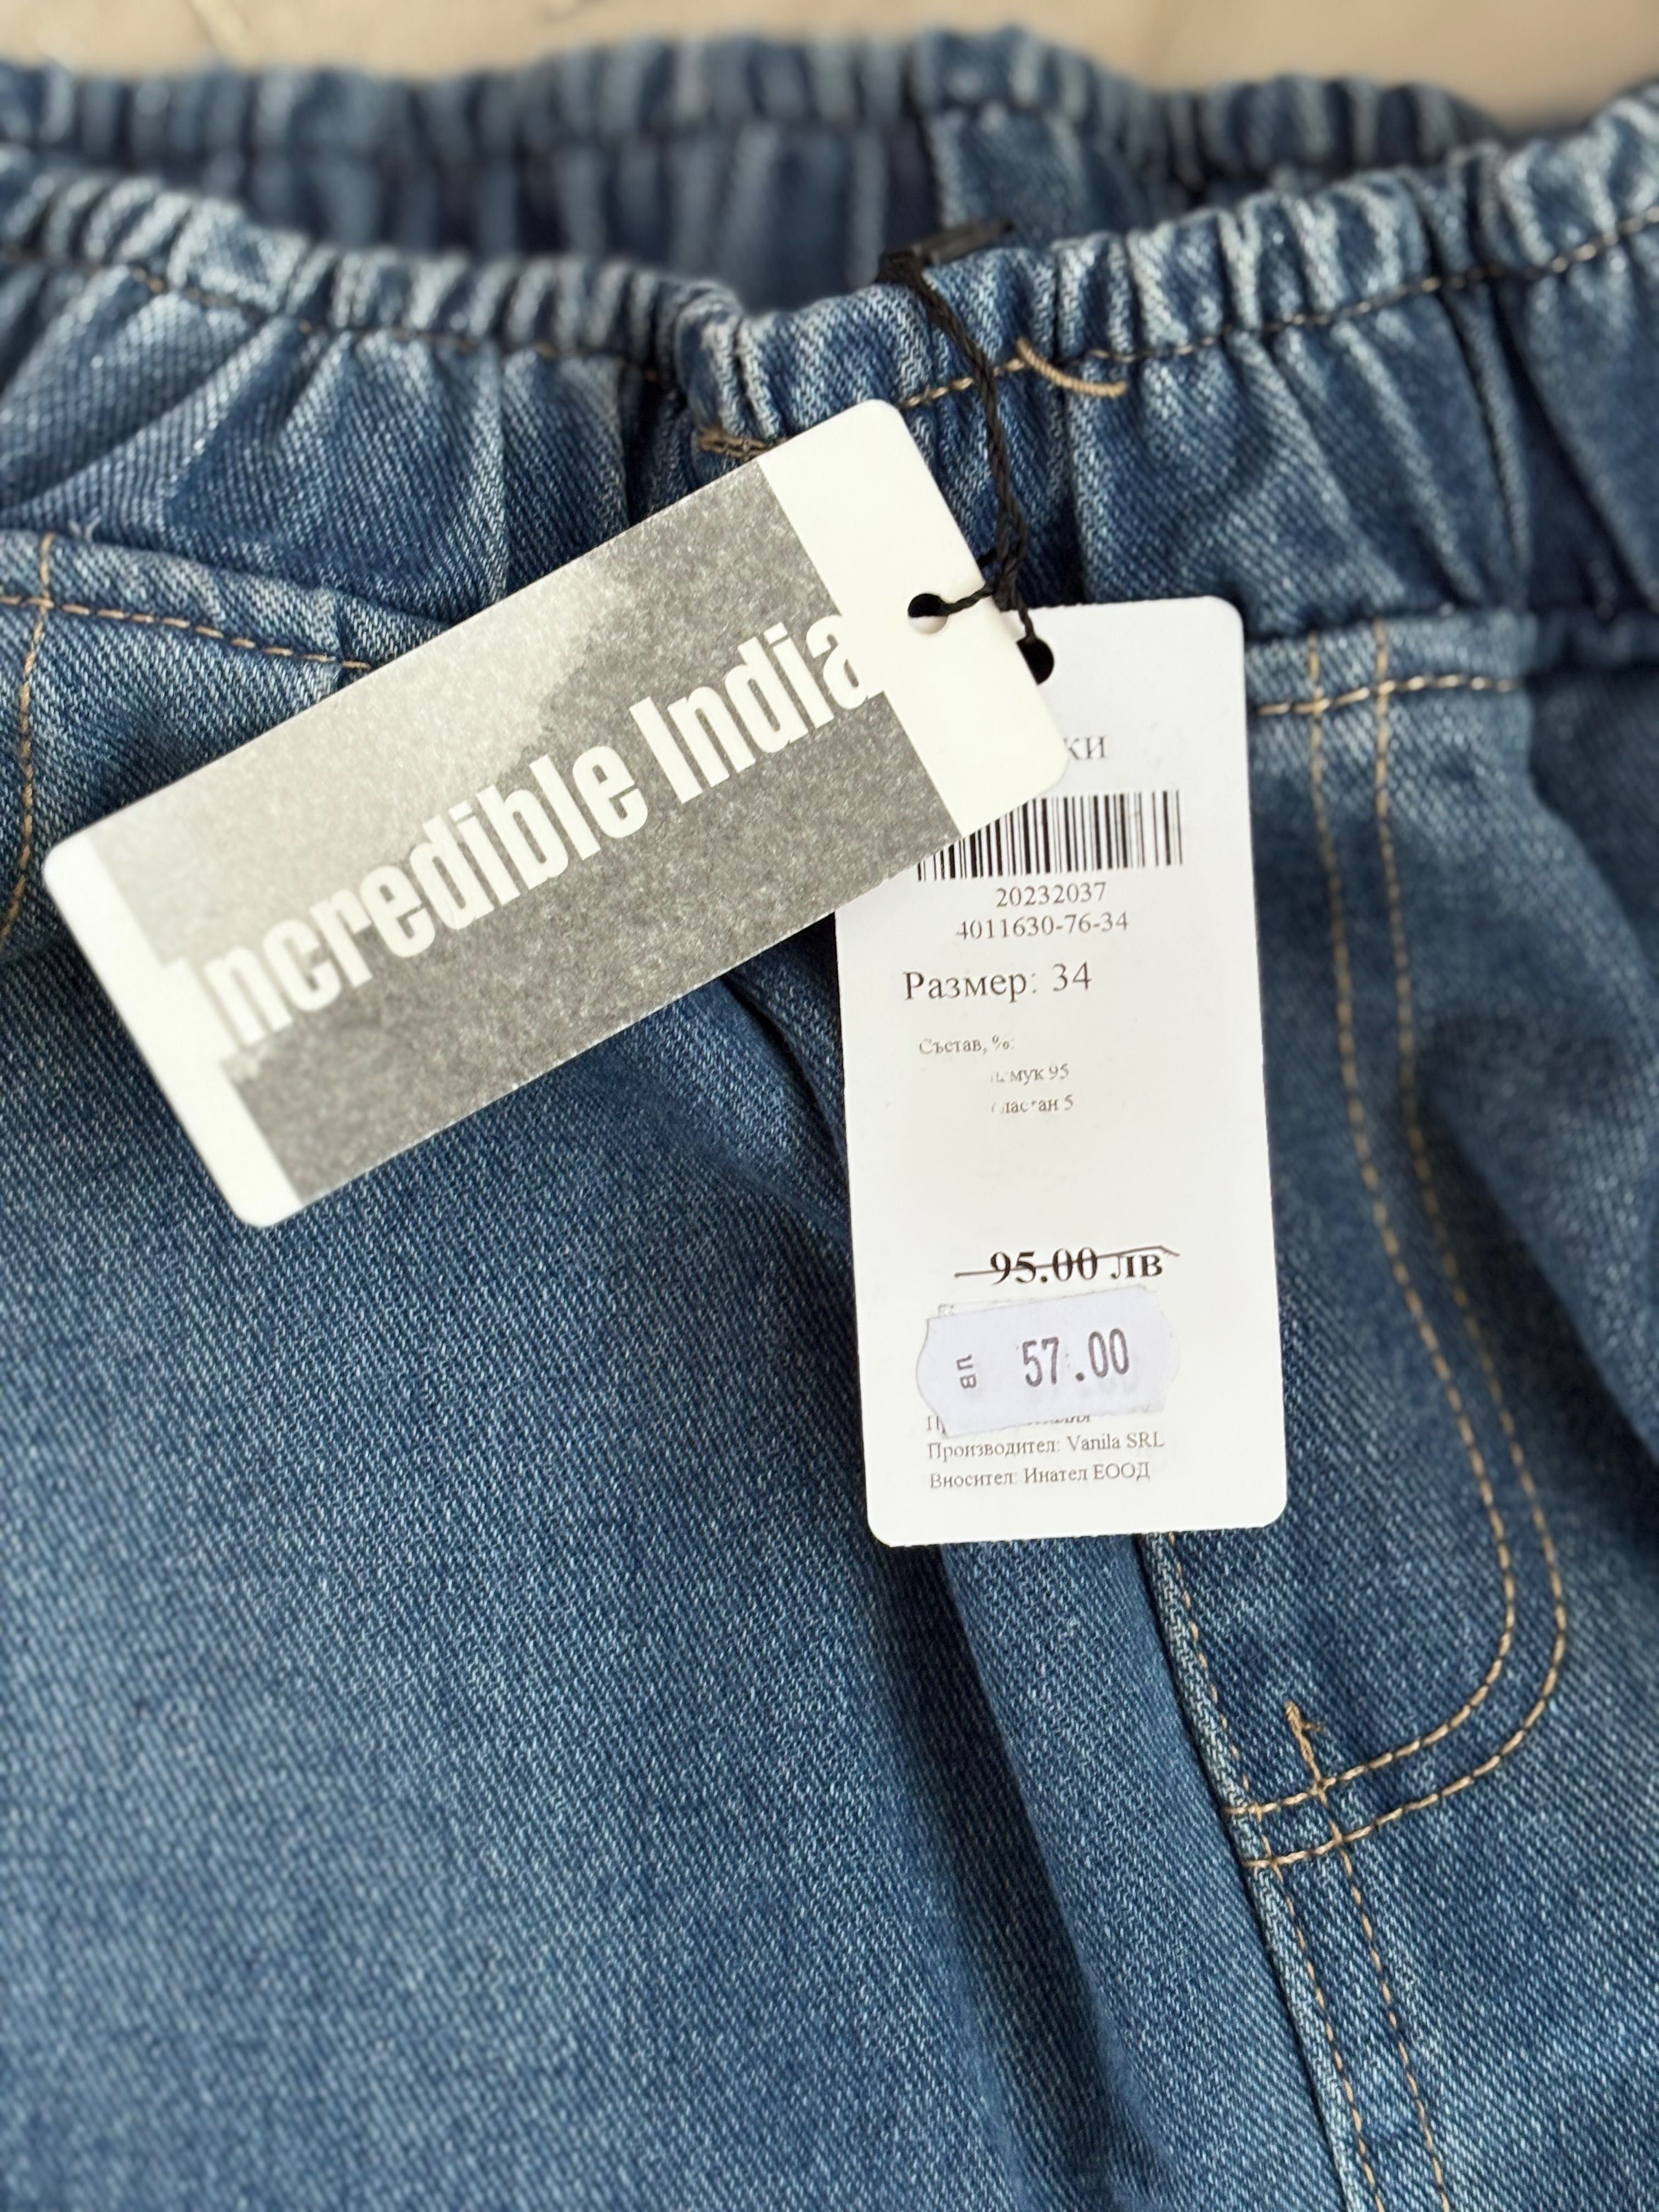 Incredible India
20232037
4011630-76-34
Размер: 34
Състав, %:
95
5
95.00 лв
лв 57.00
Производител: Vanila SRL
Вносител: Инател ЕООД